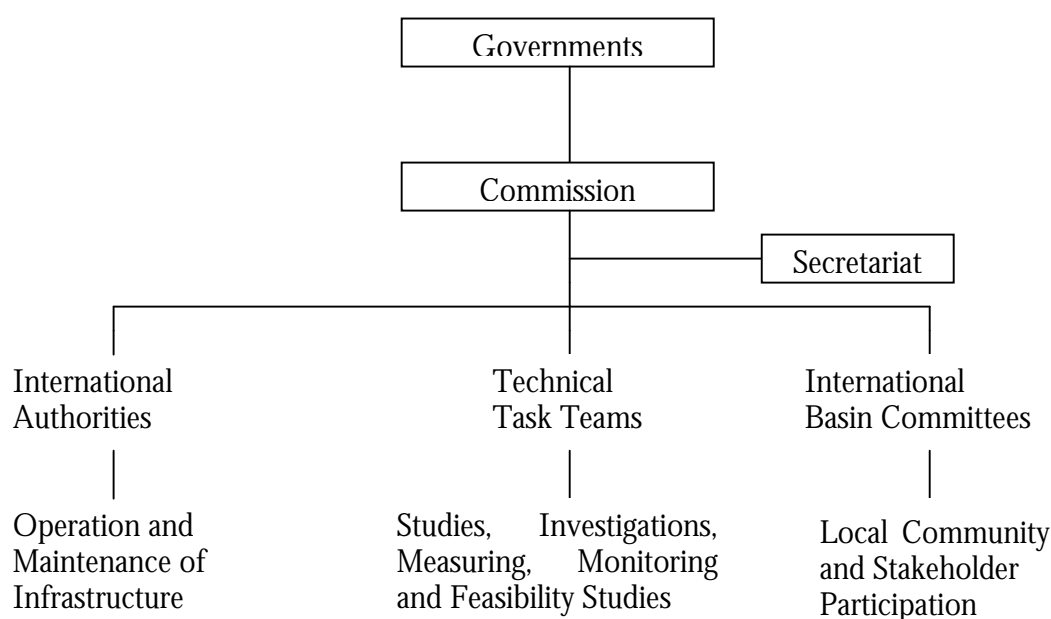 Governments
Commission
Secretariat
International
Authorities
Technical
Task Teams
International
Basin Committees
Operation and
Maintenance of
Infrastructure
Studies, Investigations,
Measuring, Monitoring
and Feasibility Studies
Local Community
and Stakeholder
Participation